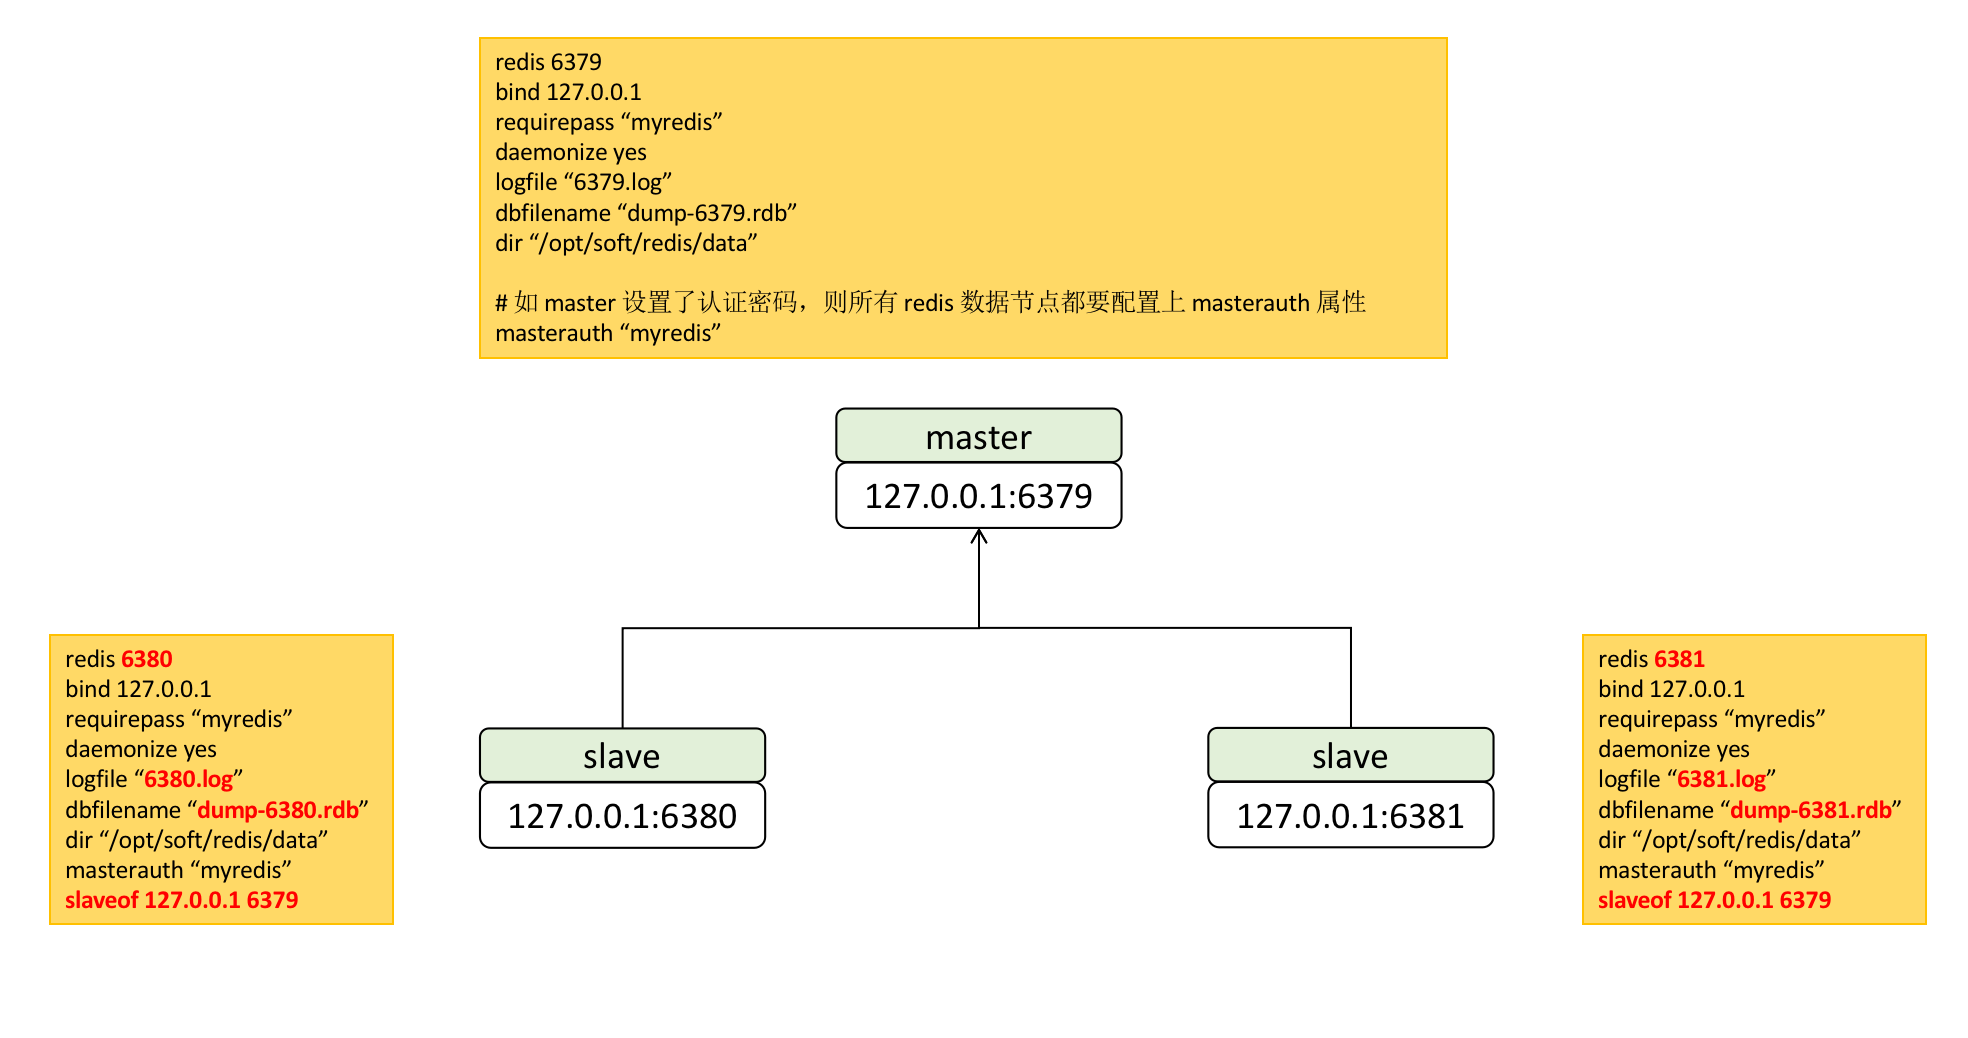 redis 6379
bind 127.0.0.1
requirepass “myredis”
daemonize yes
logfile “6379.log”
dbfilename “dump-6379.rdb”
dir “/opt/soft/redis/data”
# 如 master 设置了认证密码，则所有 redis 数据节点都要配置上 masterauth 属性
masterauth “myredis”
master
127.0.0.1:6379
redis 6380
bind 127.0.0.1
requirepass “myredis”
daemonize yes
logfile “6380.log”
dbfilename “dump-6380.rdb”
dir “/opt/soft/redis/data”
masterauth “myredis”
slaveof 127.0.0.1 6379
slave
127.0.0.1:6380
slave
127.0.0.1:6381
redis 6381
bind 127.0.0.1
requirepass “myredis”
daemonize yes
logfile “6381.log”
dbfilename “dump-6381.rdb”
dir “/opt/soft/redis/data”
masterauth “myredis”
slaveof 127.0.0.1 6379